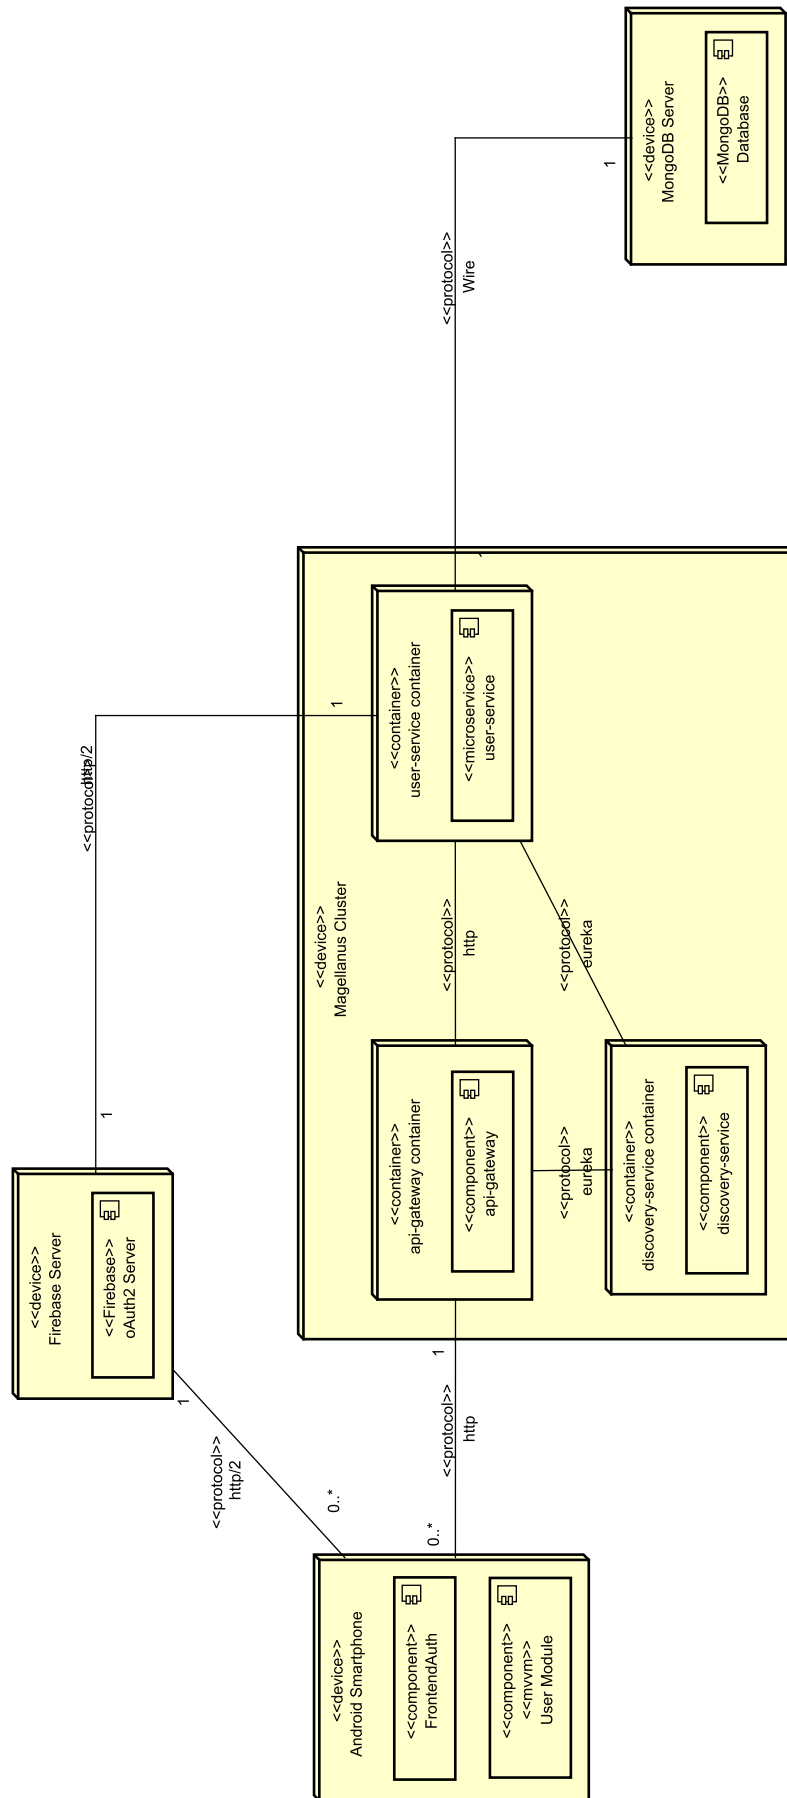 <<device>>
Firebase Server
<<Firebase>>
oAuth2 Server
1
1
<<protocol>>
http/2
1
<<protocol>>
http/2
0..*
<<device>>
Android Smartphone
<<component>>
FrontendAuth
<<component>>
<<mvvm>>
User Module
0..*
<<protocol>>
http
1
<<device>>
Magellanus Cluster
<<container>>
api-gateway container
<<component>>
api-gateway
<<protocol>>
http
<<container>>
user-service container
<<microservice>>
user-service
<<protocol>>
eureka
<<protocol>>
eureka
<<container>>
discovery-service container
<<component>>
discovery-service
<<protocol>>
Wire
1
<<device>>
MongoDB Server
<<MongoDB>>
Database